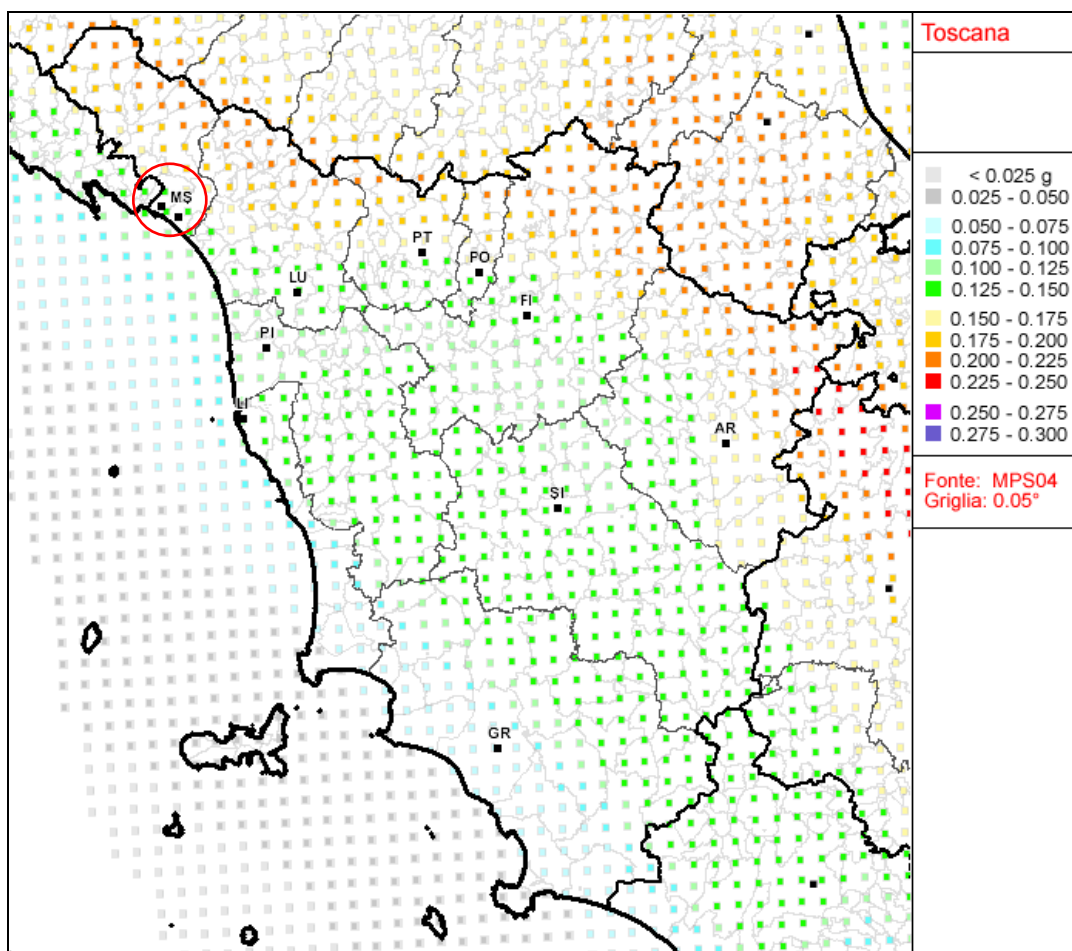 Toscana
MS
PT
PO
LU
FI
PI
LI
AR
SI
GR
< 0.025 g
0.025 - 0.050
0.050 - 0.075
0.075 - 0.100
0.100 - 0.125
0.125 - 0.150
0.150 - 0.175
0.175 - 0.200
0.200 - 0.225
0.225 - 0.250
0.250 - 0.275
0.275 - 0.300
Fonte: MPS04
Griglia: 0.05°